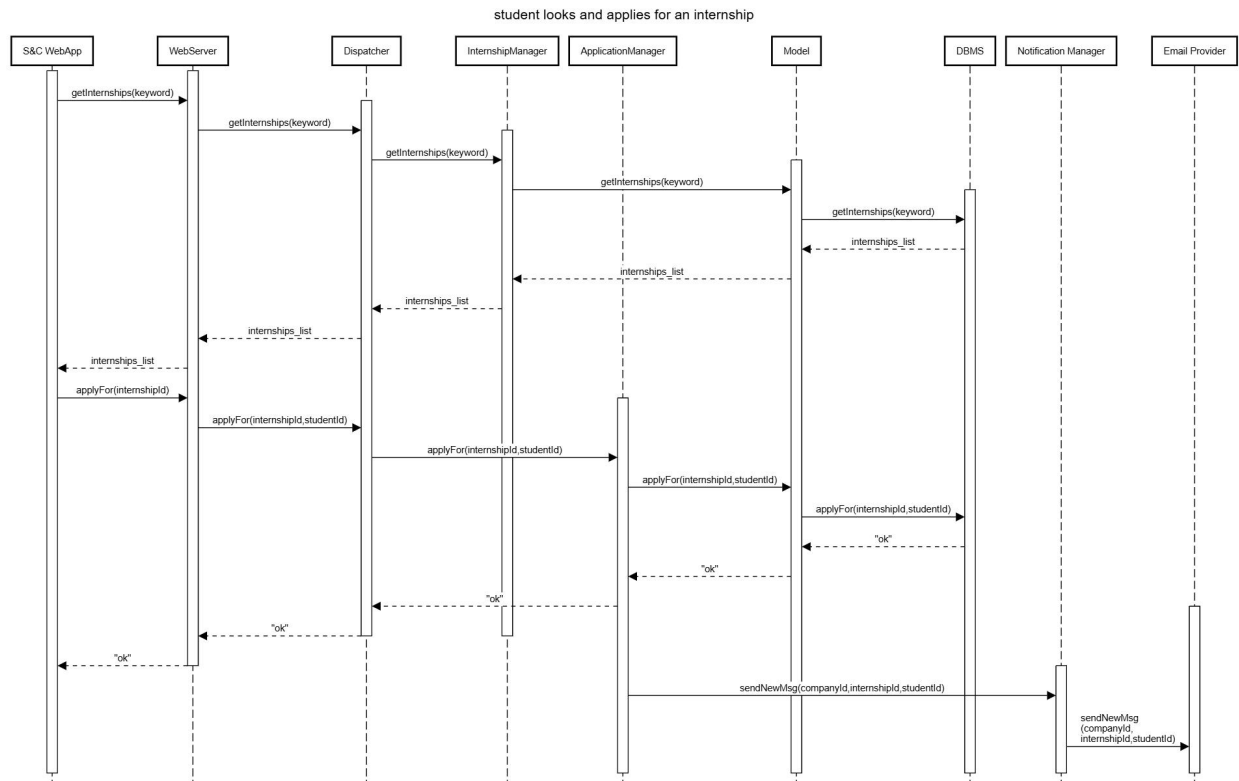 student looks and applies for an internship
S&C WebApp
WebServer
Dispatcher
InternshipManager
ApplicationManager
Model
DBMS
Notification Manager
Email Provider
getInternships(keyword)
getInternships(keyword)
getInternships(keyword)
getInternships(keyword)
getInternships(keyword)
internships_list
internships_list
internships_list
internships_list
internships_list
applyFor(internshipId)
applyFor(internshipId,studentId)
applyFor(internshipId,studentId)
applyFor(internshipId,studentId)
applyFor(internshipId,studentId)
"ok"
"ok"
"ok"
"ok"
"ok"
sendNewMsg(companyId,internshipId,studentId)
sendNewMsg
(companyId,
internshipId,studentId)